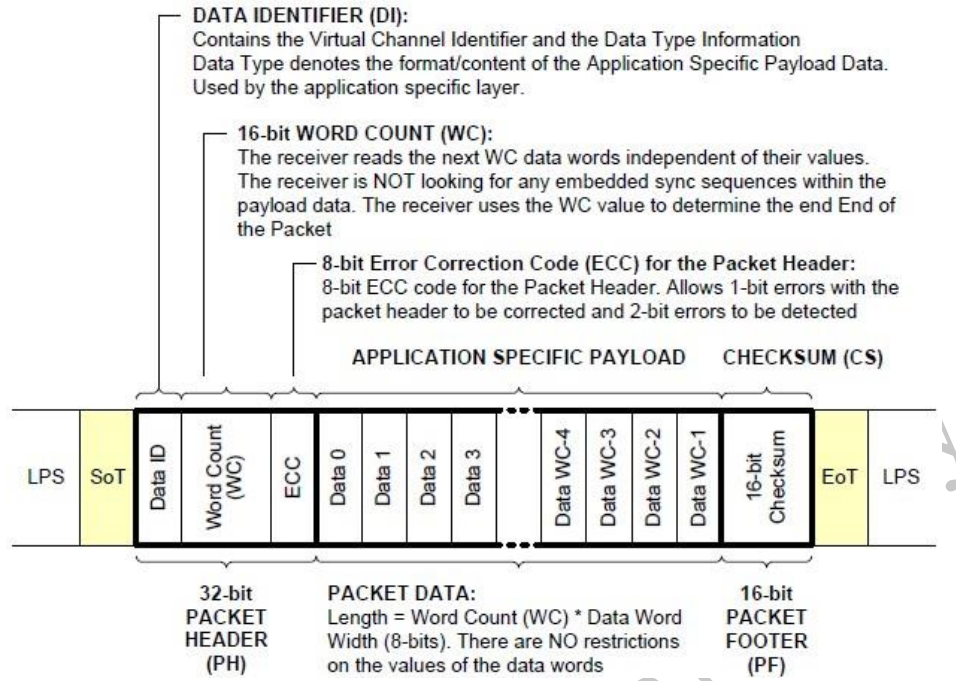 DATA IDENTIFIER (DI):
Contains the Virtual Channel Identifier and the Data Type Information
Data Type denotes the format/content of the Application Specific Payload Data.
Used by the application specific layer.
16-bit WORD COUNT (WC):
The receiver reads the next WC data words independent of their values.
The receiver is NOT looking for any embedded sync sequences within the
payload data. The receiver uses the WC value to determine the end End of
the Packet
8-bit Error Correction Code (ECC) for the Packet Header:
8-bit ECC code for the Packet Header. Allows 1-bit errors with the
packet header to be corrected and 2-bit errors to be detected
APPLICATION SPECIFIC PAYLOAD
CHECKSUM (CS)
LPS
SoT
Data ID
Word Count
(WC)
ECC
Data 0
Data 1
Data 2
Data 3
Data WC-4
Data WC-3
Data WC-2
Data WC-1
16-bit
Checksum
EoT
LPS
32-bit
PACKET
HEADER
(PH)
PACKET DATA:
Length = Word Count (WC) * Data Word
Width (8-bits). There are NO restrictions
on the values of the data words
16-bit
PACKET
FOOTER
(PF)